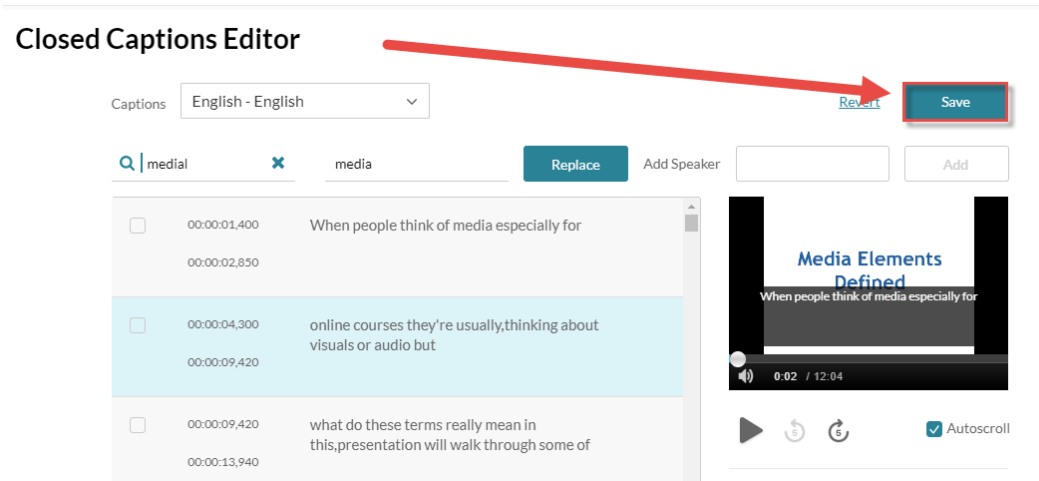 Closed Captions Editor
Captions English - English Revert Save
medial media Replace Add Speaker Add
00:00:01,400 When people think of media especially for
00:00:02,850
00:00:04,300 online courses they're usually,thinking about
visuals or audio but
00:00:09,420
00:00:09,420 what do these terms really mean in
this,presentation will walk through some of
00:00:13,940
Media Elements
Defined
When people think of media especially for
0:02 / 12:04
5 5 Autoscroll